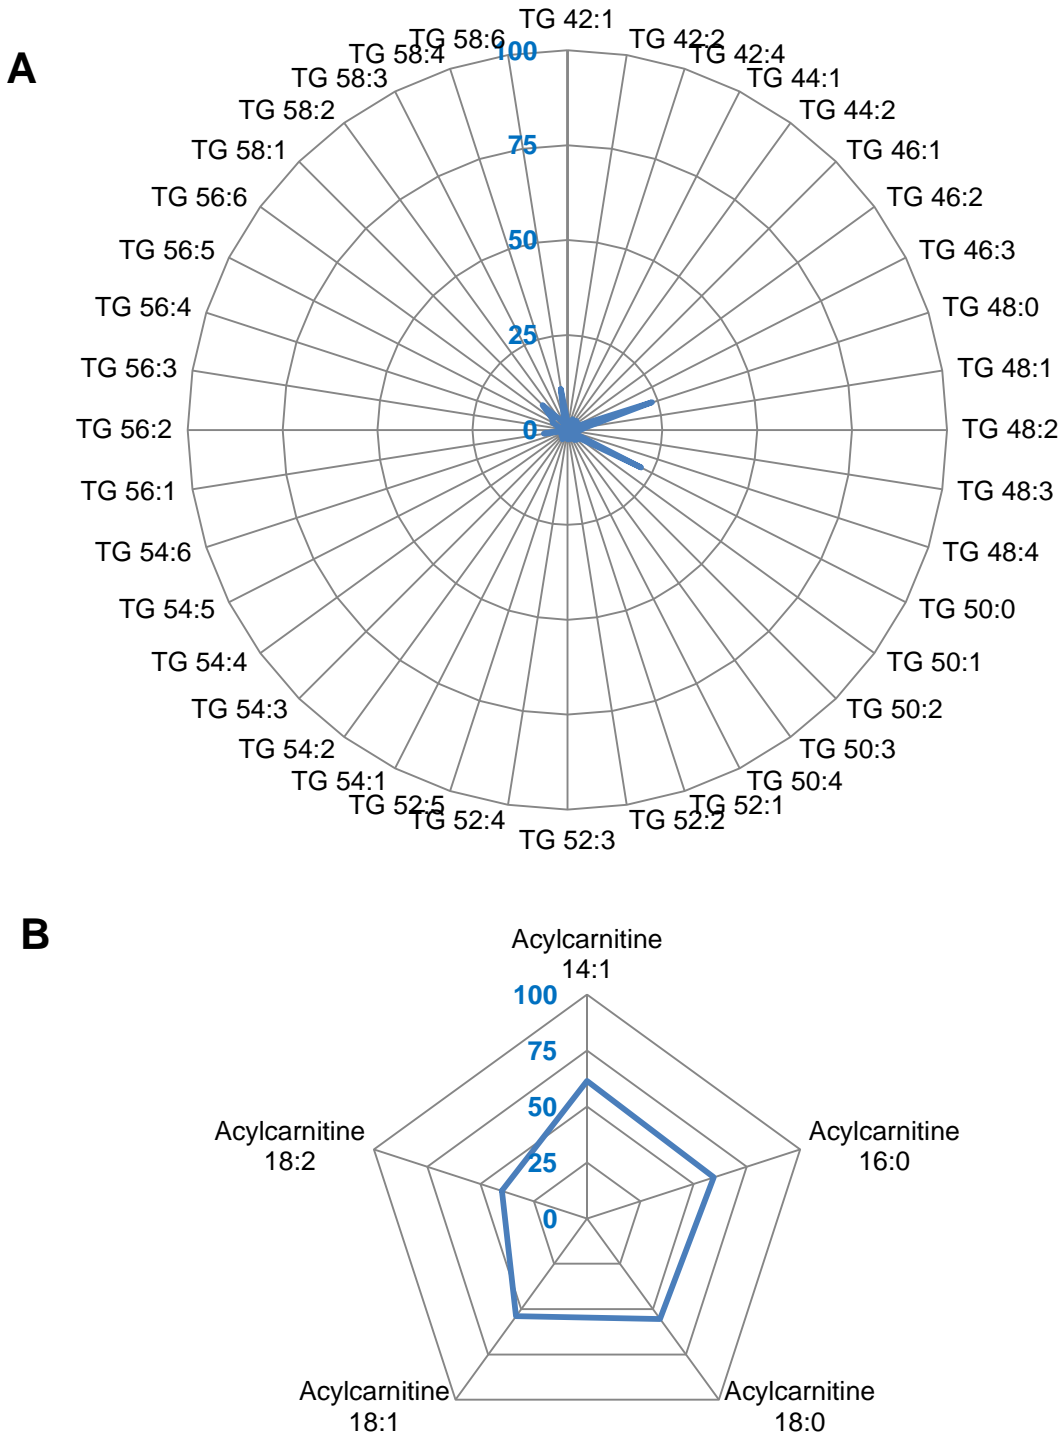 A
TG 42:1
TG 42:2
TG 42:4
TG 44:1
TG 44:2
TG 46:1
TG 46:2
TG 46:3
TG 48:0
TG 48:1
TG 48:2
TG 48:3
TG 48:4
TG 50:0
TG 50:1
TG 50:2
TG 50:3
TG 50:4
TG 52:1
TG 52:2
TG 52:3
TG 52:4
TG 52:5
TG 54:1
TG 54:2
TG 54:3
TG 54:4
TG 54:5
TG 54:6
TG 56:1
TG 56:2
TG 56:3
TG 56:4
TG 56:5
TG 56:6
TG 58:1
TG 58:2
TG 58:3
TG 58:4
TG 58:6
100
75
50
25
0
B
Acylcarnitine
14:1
Acylcarnitine
16:0
Acylcarnitine
18:0
Acylcarnitine
18:1
Acylcarnitine
18:2
100
75
50
25
0